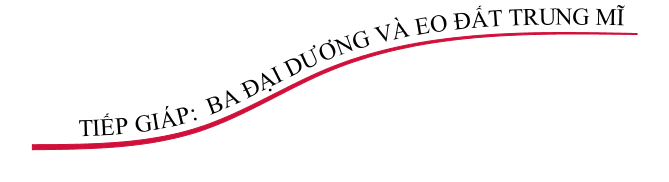 TIẾP GIÁP: BA ĐẠI DƯƠNG VÀ EO ĐẤT TRUNG MĨ